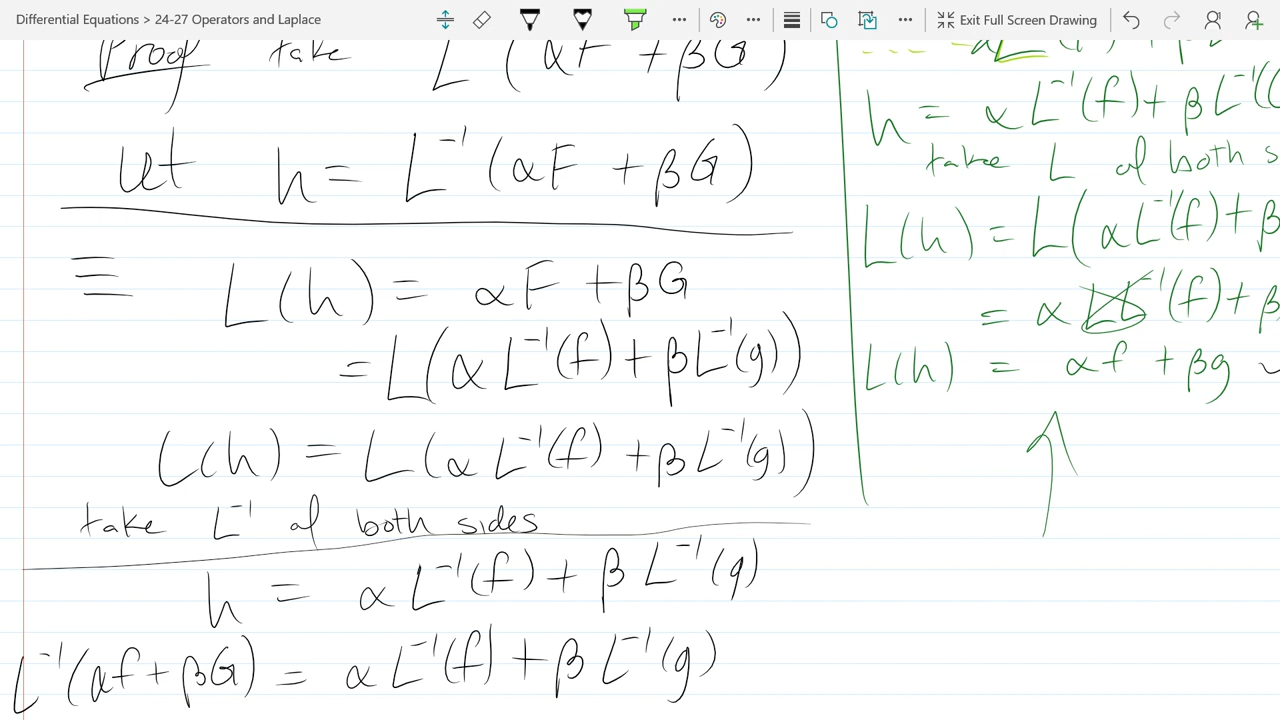 Differential Equations > 24-27 Operators and Laplace
Exit Full Screen Drawing
Proof take L (αF + βG)
Let h = L⁻¹(αF + βG)
≡ L(h) = αF + βG
= L(αL⁻¹(f) + βL⁻¹(g))
L(h) = L(αL⁻¹(f) + βL⁻¹(g))
take L⁻¹ of both sides
h = αL⁻¹(f) + βL⁻¹(g)
L⁻¹(αf + βG) = αL⁻¹(f) + βL⁻¹(g)
h = αL⁻¹(f) + βL⁻¹(
take L of both s
L(h) = L(αL⁻¹(f) + β
= αLL⁻¹(f) + β
L(h) = αf + βg